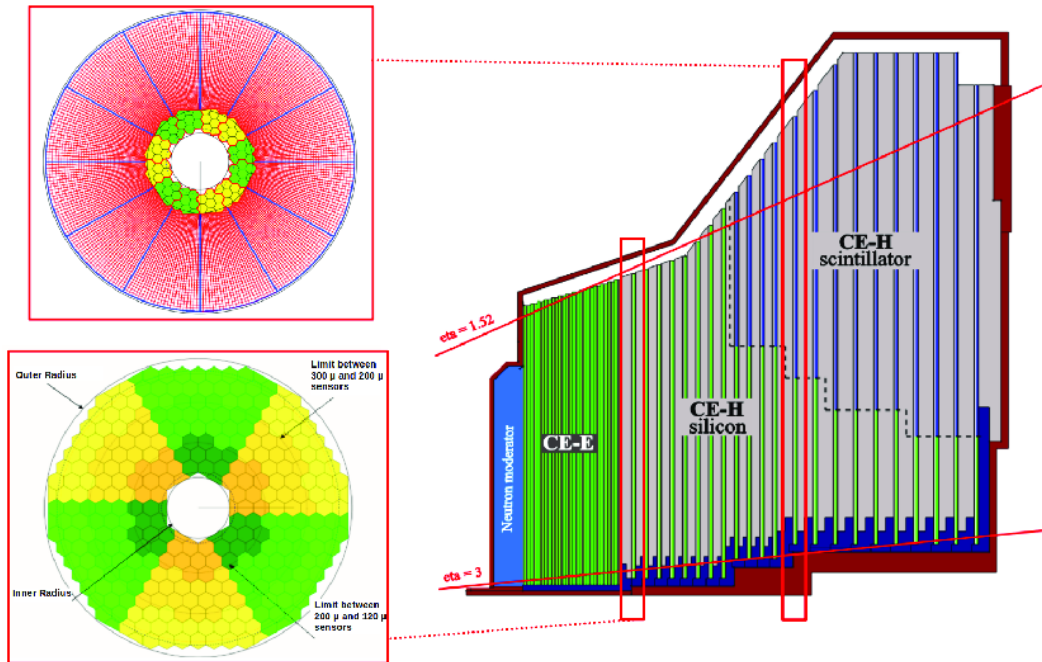 Outer Radius
Limit between
300 µ and 200 µ
sensors
Inner Radius
Limit between
200 µ and 120 µ
sensors
eta = 1.52
Neutron moderator
CE-E
CE-H
silicon
CE-H
scintillator
eta = 3